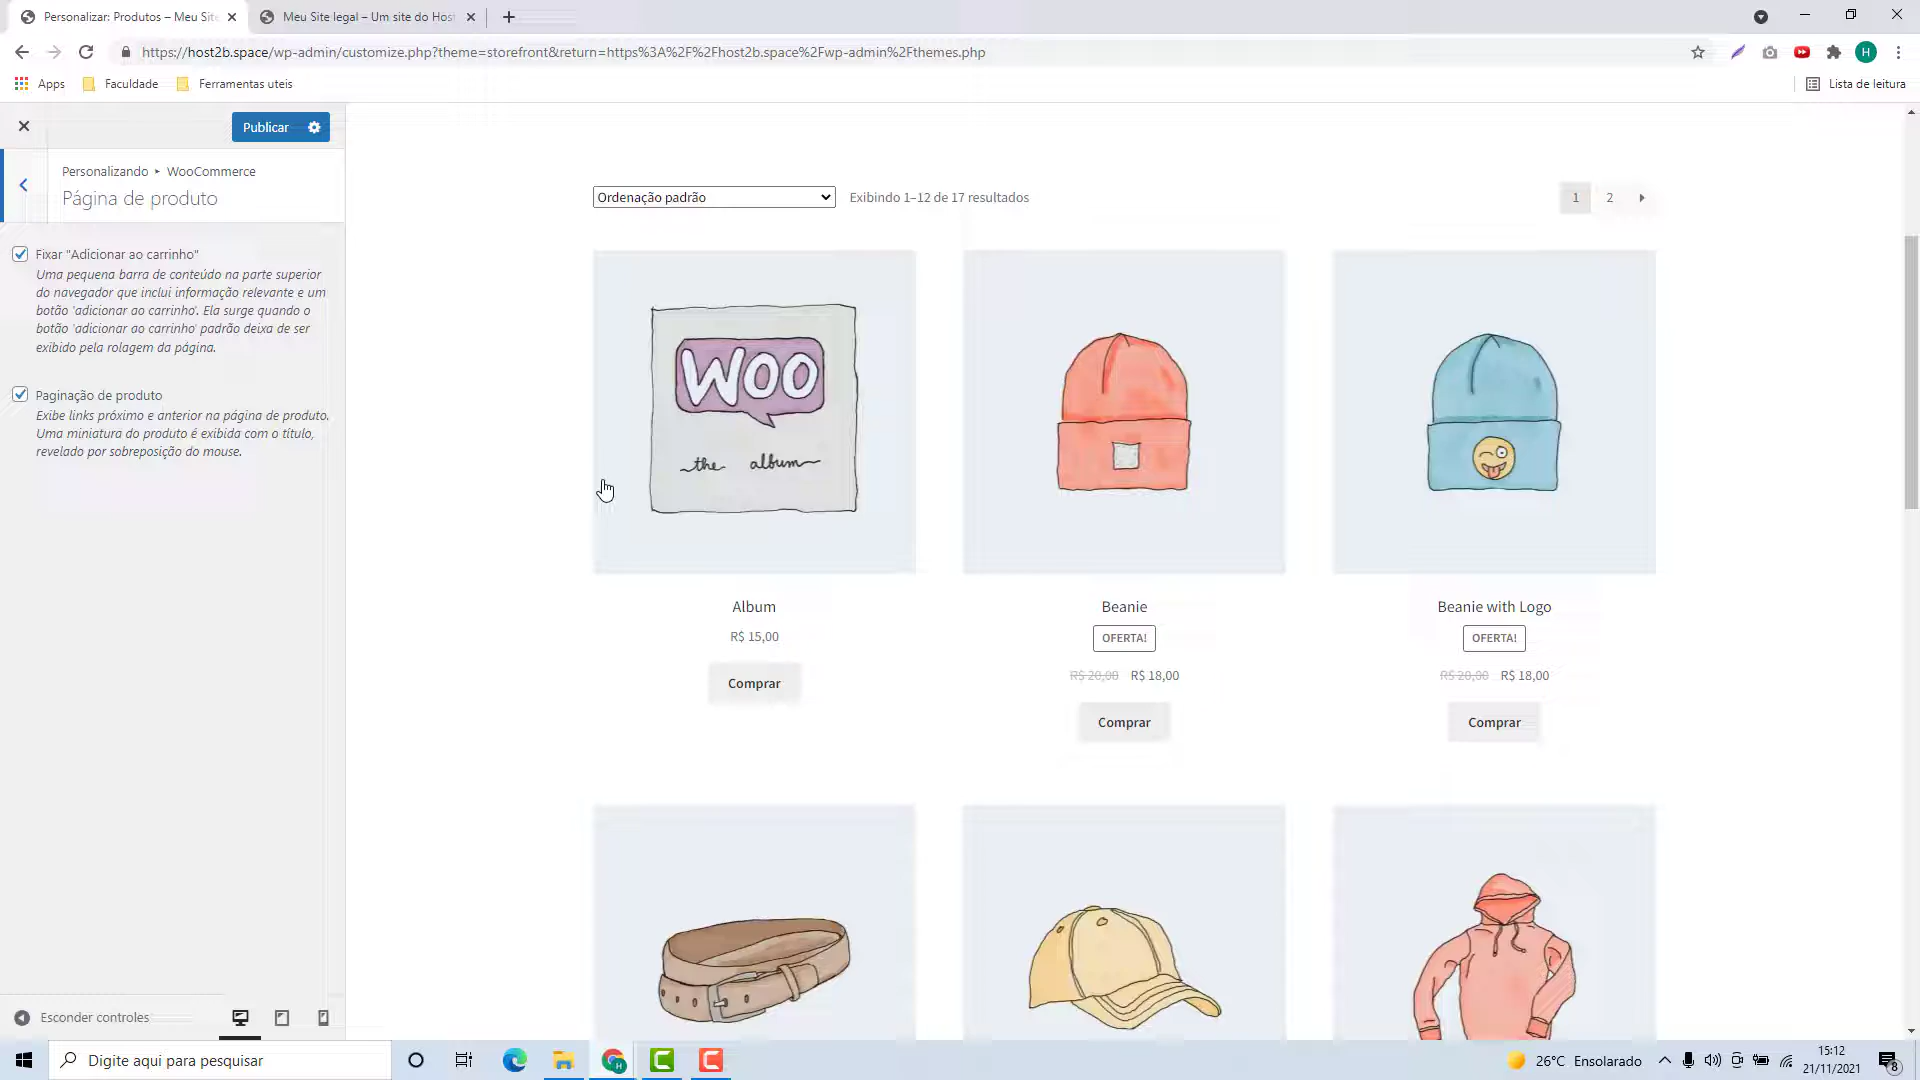 Personalizar: Produtos – Meu Site
Meu Site legal – Um site do Host
https://host2b.space/wp-admin/customize.php?theme=storefront&return=https%3A%2F%2Fhost2b.space%2Fwp-admin%2Fthemes.php
H
Apps
Faculdade
Ferramentas uteis
Lista de leitura
Publicar
Personalizando ▸ WooCommerce
Página de produto
Fixar "Adicionar ao carrinho"
Uma pequena barra de conteúdo na parte superior
do navegador que inclui informação relevante e um
botão 'adicionar ao carrinho'. Ela surge quando o
botão 'adicionar ao carrinho' padrão deixa de ser
exibido pela rolagem da página.
Paginação de produto
Exibe links próximo e anterior na página de produto.
Uma miniatura do produto é exibida com o título,
revelado por sobreposição do mouse.
Esconder controles
Ordenação padrão
Exibindo 1–12 de 17 resultados
1 2
WOO
the album
Album
R$ 15,00
Comprar
Beanie
OFERTA!
R$ 20,00 R$ 18,00
Comprar
Beanie with Logo
OFERTA!
R$ 20,00 R$ 18,00
Comprar
Digite aqui para pesquisar
26°C Ensolarado
15:12
21/11/2021
8